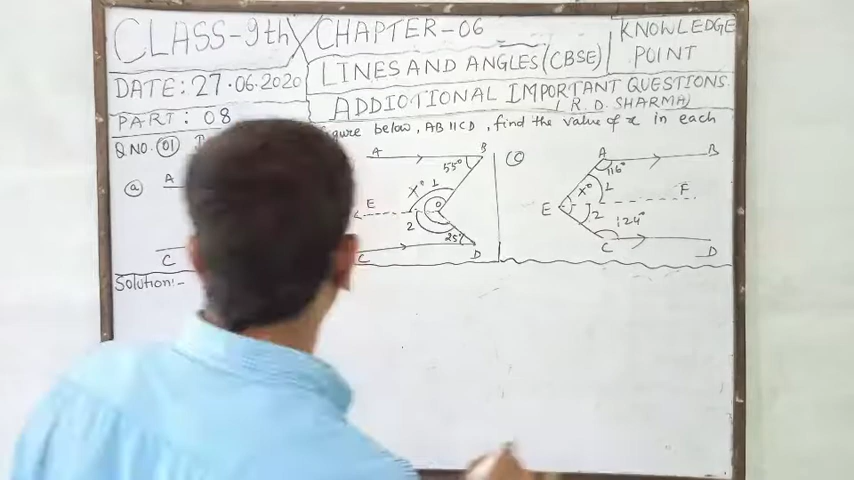 CLASS-9th
CHAPTER-06
KNOWLEDGE
POINT
DATE: 27.06.2020
LINES AND ANGLES (CBSE)
PART: 08
ADDIOTIONAL IMPORTANT QUESTIONS.
(R.D. SHARMA)
Q.NO. 01 below, AB || CD, find the value of x in each
a
A
C
A
B
55°
X°
1
E
O
2
25°
C
D
c
A
B
116°
X°
1
E
F
2
124°
C
D
Solution:-